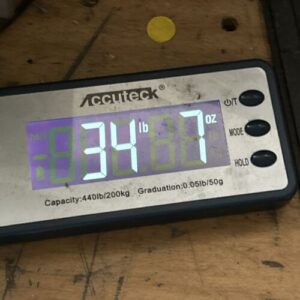 Accuteck®
34 lb 7 oz
⏻/T
MODE
HOLD
Capacity:440lb/200kg Graduation:0.05lb/50g